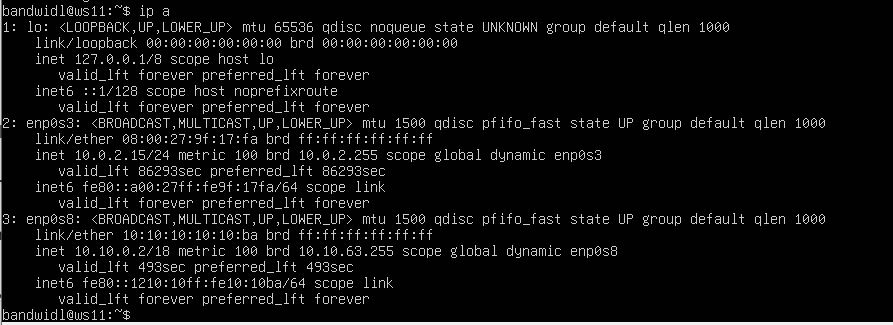 bandwidl@ws11:~$ ip a
1: lo: <LOOPBACK,UP,LOWER_UP> mtu 65536 qdisc noqueue state UNKNOWN group default qlen 1000
    link/loopback 00:00:00:00:00:00 brd 00:00:00:00:00:00
    inet 127.0.0.1/8 scope host lo
       valid_lft forever preferred_lft forever
    inet6 ::1/128 scope host noprefixroute
       valid_lft forever preferred_lft forever
2: enp0s3: <BROADCAST,MULTICAST,UP,LOWER_UP> mtu 1500 qdisc pfifo_fast state UP group default qlen 1000
    link/ether 08:00:27:9f:17:fa brd ff:ff:ff:ff:ff:ff
    inet 10.0.2.15/24 metric 100 brd 10.0.2.255 scope global dynamic enp0s3
       valid_lft 86293sec preferred_lft 86293sec
    inet6 fe80::a00:27ff:fe9f:17fa/64 scope link
       valid_lft forever preferred_lft forever
3: enp0s8: <BROADCAST,MULTICAST,UP,LOWER_UP> mtu 1500 qdisc pfifo_fast state UP group default qlen 1000
    link/ether 10:10:10:10:10:ba brd ff:ff:ff:ff:ff:ff
    inet 10.10.0.2/18 metric 100 brd 10.10.63.255 scope global dynamic enp0s8
       valid_lft 493sec preferred_lft 493sec
    inet6 fe80::1210:10ff:fe10:10ba/64 scope link
       valid_lft forever preferred_lft forever
bandwidl@ws11:~$